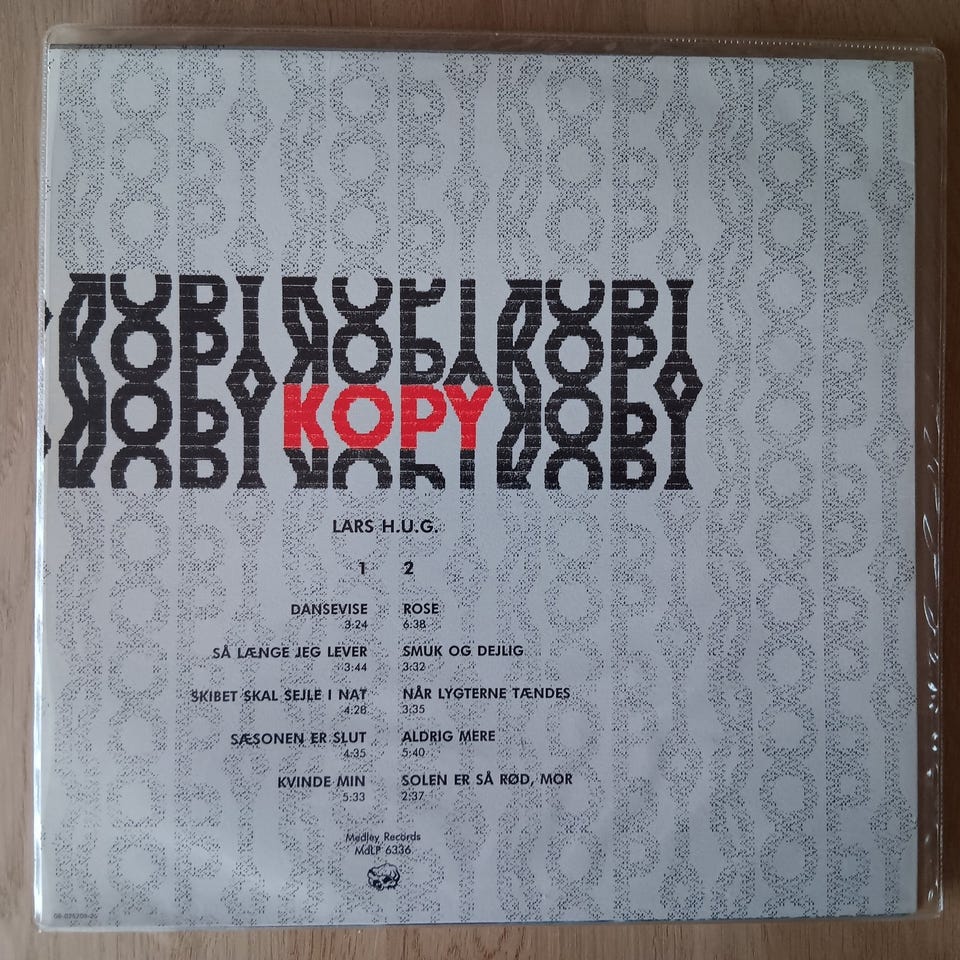 KOPY
LARS H.U.G.
1
DANSEVISE
3:24
SÅ LÆNGE JEG LEVER
3:44
SKIBET SKAL SEJLE I NAT
4:28
SÆSONEN ER SLUT
4:35
KVINDE MIN
5:33
2
ROSE
6:38
SMUK OG DEJLIG
3:32
NÅR LYGTERNE TÆNDES
3:35
ALDRIG MERE
5:40
SOLEN ER SÅ RØD, MOR
2:37
Medley Records
MdLP 6336